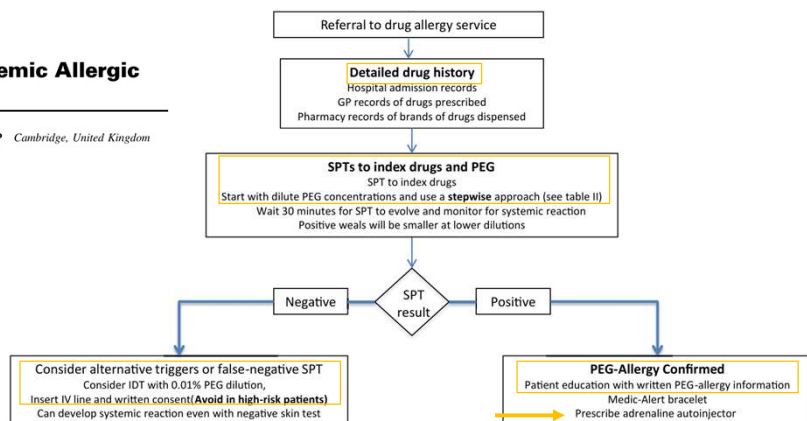 Referral to drug allergy service
emic Allergic
Cambridge, United Kingdom
Detailed drug history
Hospital admission records
GP records of drugs prescribed
Pharmacy records of brands of drugs dispensed
SPTs to index drugs and PEG
SPT to index drugs
Start with dilute PEG concentrations and use a stepwise approach (see table II)
Wait 30 minutes for SPT to evolve and monitor for systemic reaction
Positive weals will be smaller at lower dilutions
Negative
SPT
result
Positive
Consider alternative triggers or false-negative SPT
Consider IDT with 0.01% PEG dilution,
Insert IV line and written consent(Avoid in high-risk patients)
Can develop systemic reaction even with negative skin test
PEG-Allergy Confirmed
Patient education with written PEG-allergy information
Medic-Alert bracelet
Prescribe adrenaline autoinjector